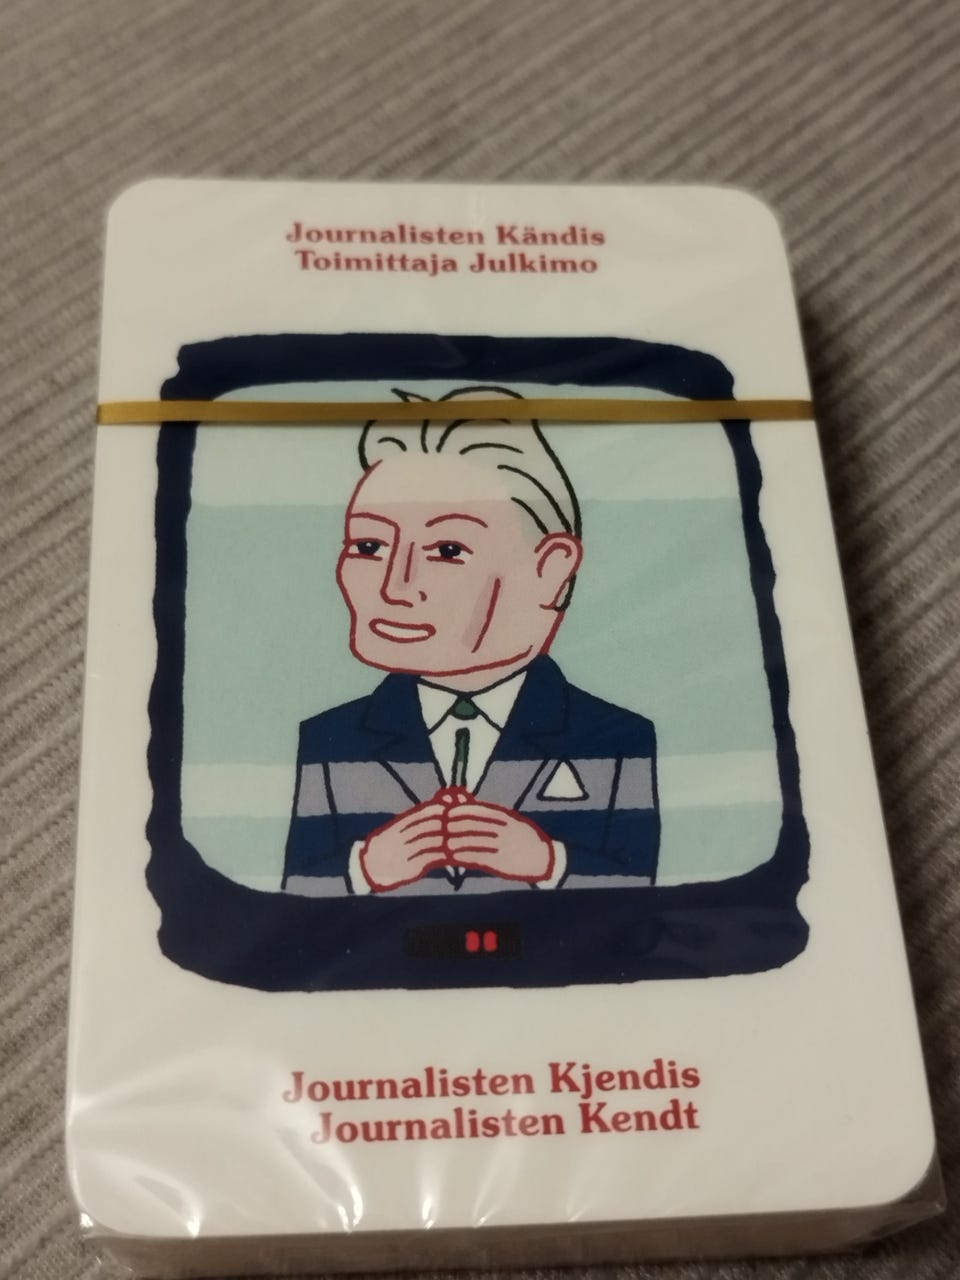 Journalisten Kändis
Toimittaja Julkimo
Journalisten Kjendis
Journalisten Kendt